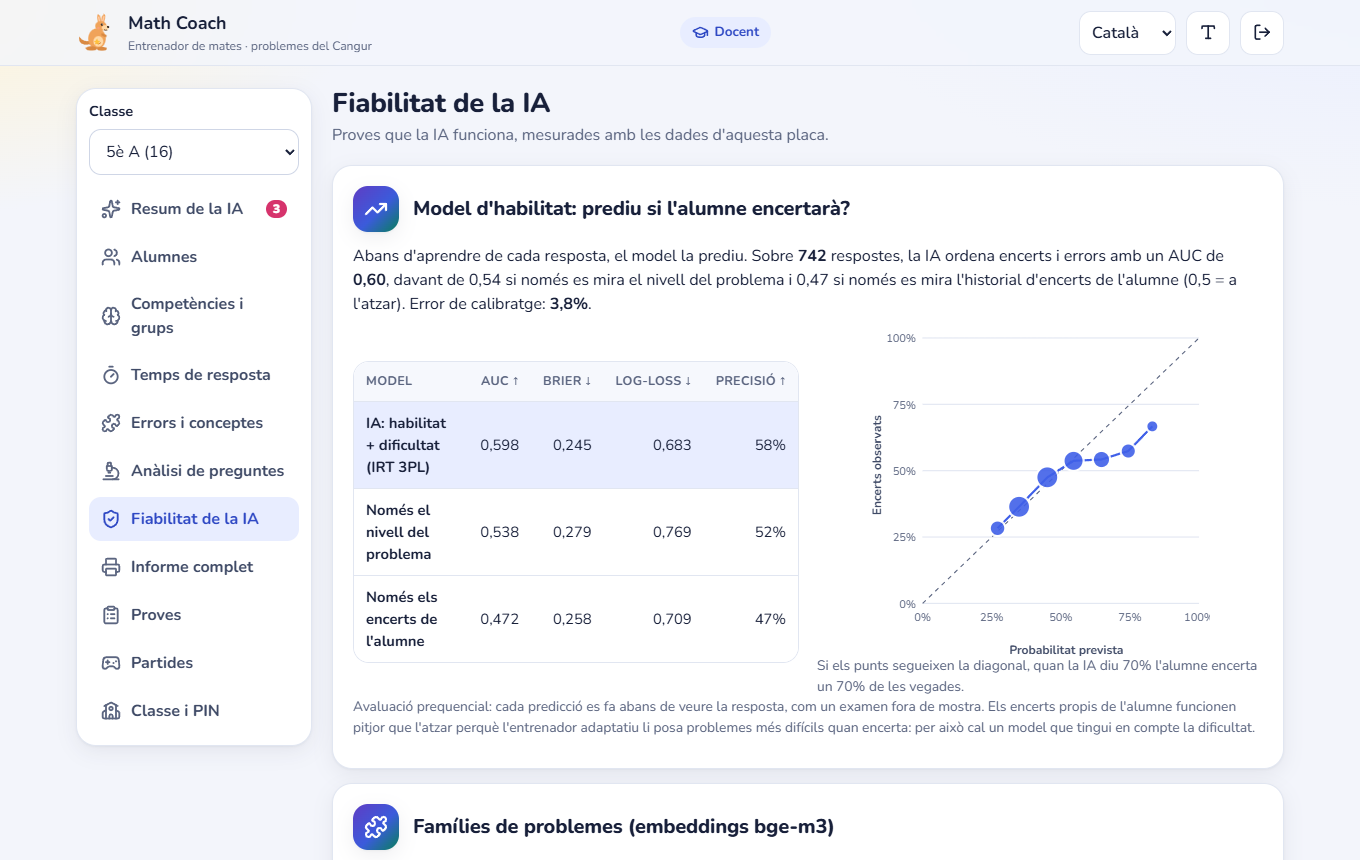 Math Coach
Entrenador de mates · problemes del Cangur
Docent
Català
Classe
5è A (16)
Resum de la IA 3
Alumnes
Competències i
grups
Temps de resposta
Errors i conceptes
Anàlisi de preguntes
Fiabilitat de la IA
Informe complet
Proves
Partides
Classe i PIN
Fiabilitat de la IA
Proves que la IA funciona, mesurades amb les dades d'aquesta placa.
Model d'habilitat: prediu si l'alumne encertarà?
Abans d'aprendre de cada resposta, el model la prediu. Sobre 742 respostes, la IA ordena encerts i errors amb un AUC de
0,60, davant de 0,54 si només es mira el nivell del problema i 0,47 si només es mira l'historial d'encerts de l'alumne (0,5 = a
l'atzar). Error de calibratge: 3,8%.
MODEL AUC ↑ BRIER ↓ LOG-LOSS ↓ PRECISIÓ ↑
IA: habilitat
+ dificultat
(IRT 3PL)
0,598 0,245 0,683 58%
Només el
nivell del
problema
0,538 0,279 0,769 52%
Només els
encerts de
l'alumne
0,472 0,258 0,709 47%
Encerts observats
100%
75%
50%
25%
0%
0% 25% 50% 75% 100%
Probabilitat prevista
Si els punts segueixen la diagonal, quan la IA diu 70% l'alumne encerta
un 70% de les vegades.
Avaluació prequencial: cada predicció es fa abans de veure la resposta, com un examen fora de mostra. Els encerts propis de l'alumne funcionen
pitjor que l'atzar perquè l'entrenador adaptatiu li posa problemes més difícils quan encerta: per això cal un model que tingui en compte la dificultat.
Famílies de problemes (embeddings bge-m3)